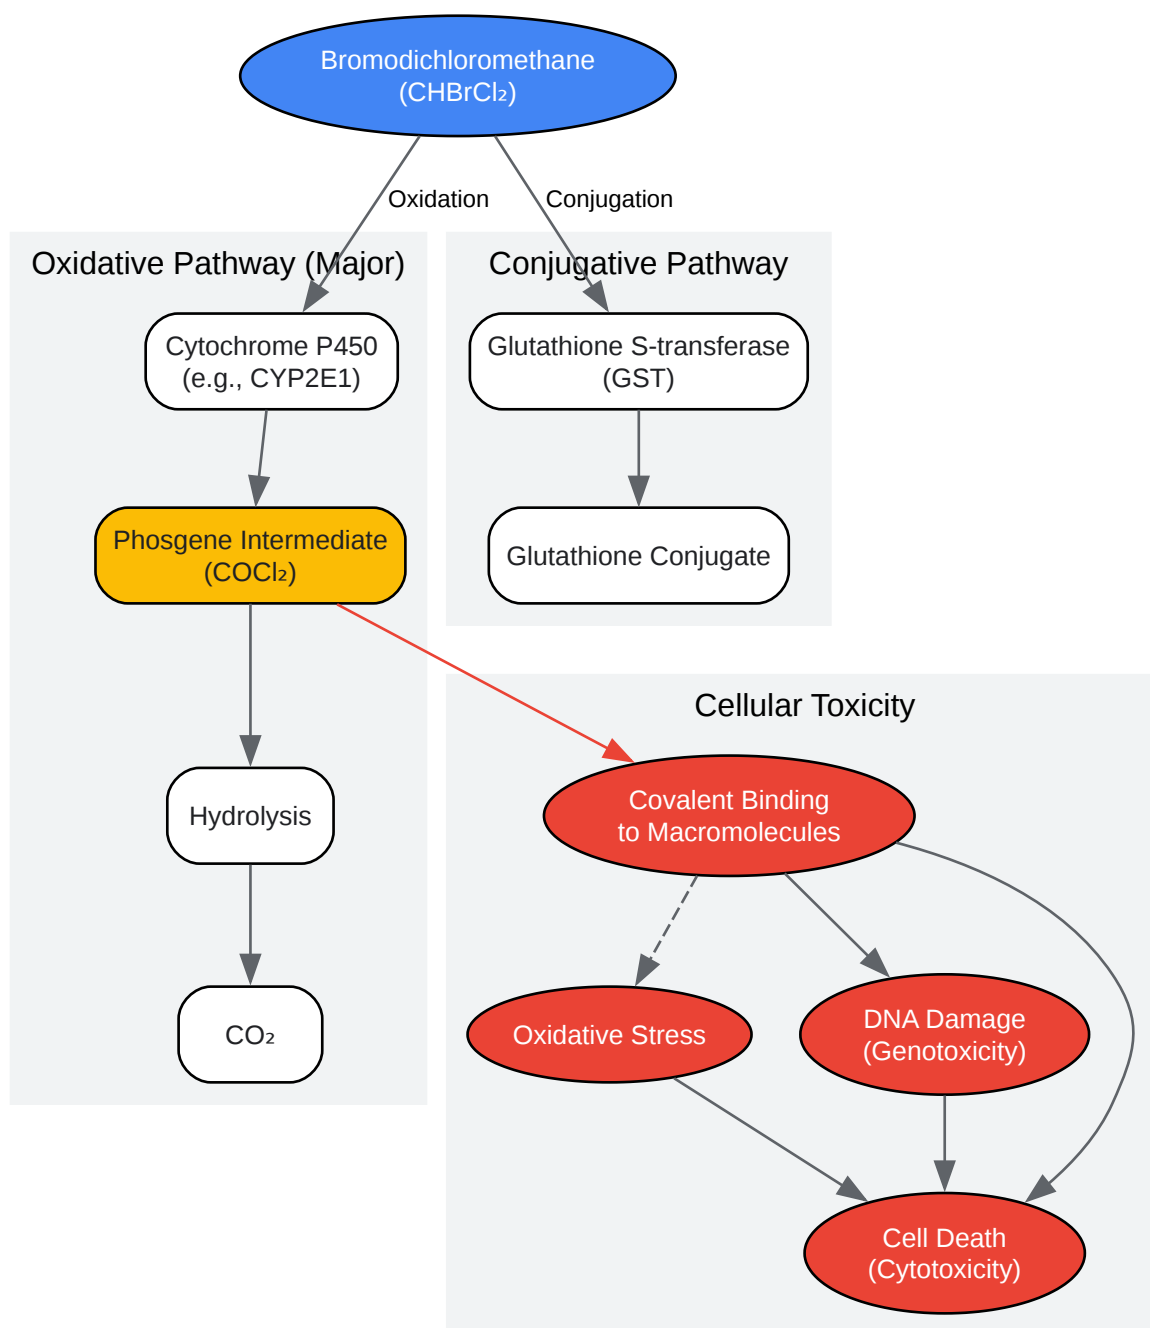 Bromodichloromethane
(CHBrCl₂)
Oxidation
Conjugation
Oxidative Pathway (Major)
Conjugative Pathway
Cytochrome P450
(e.g., CYP2E1)
Glutathione S-transferase
(GST)
Phosgene Intermediate
(COCl₂)
Glutathione Conjugate
Cellular Toxicity
Hydrolysis
Covalent Binding
to Macromolecules
CO₂
Oxidative Stress
DNA Damage
(Genotoxicity)
Cell Death
(Cytotoxicity)